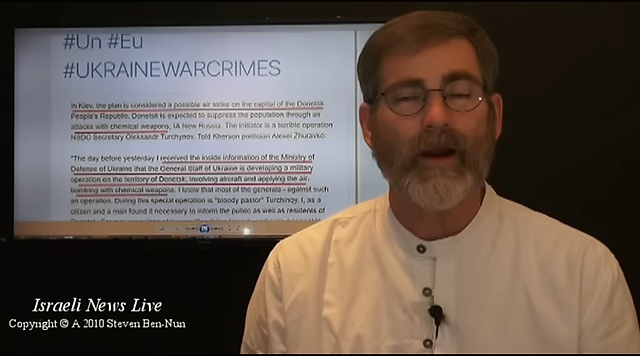 #Un #Eu
#UKRAINEWARCRIMES
In Kiev, the plan is considered a possible air strike on the capital of the Donetsk
People's Republic. Donetsk is expected to suppress the population through air
attacks with chemical weapons, IA New Russia. The initiator is a terrible operation
NSDC Secretary Oleksandr Turchynov. Told Kherson politician Alexei Zhuravko.
"The day before yesterday I received the inside information of the Ministry of
Defense of Ukraine that the General Staff of Ukraine is developing a military
operation on the territory of Donetsk, involving aircraft and applying the air
bombing with chemical weapons. I know that most of the generals - against such
an operation. During this special operation is "bloody pastor" Turchingy. I, as a
citizen and a man found it necessary to inform the public as well as residents of
Israeli News Live
Copyright © A 2010 Steven Ben-Nun